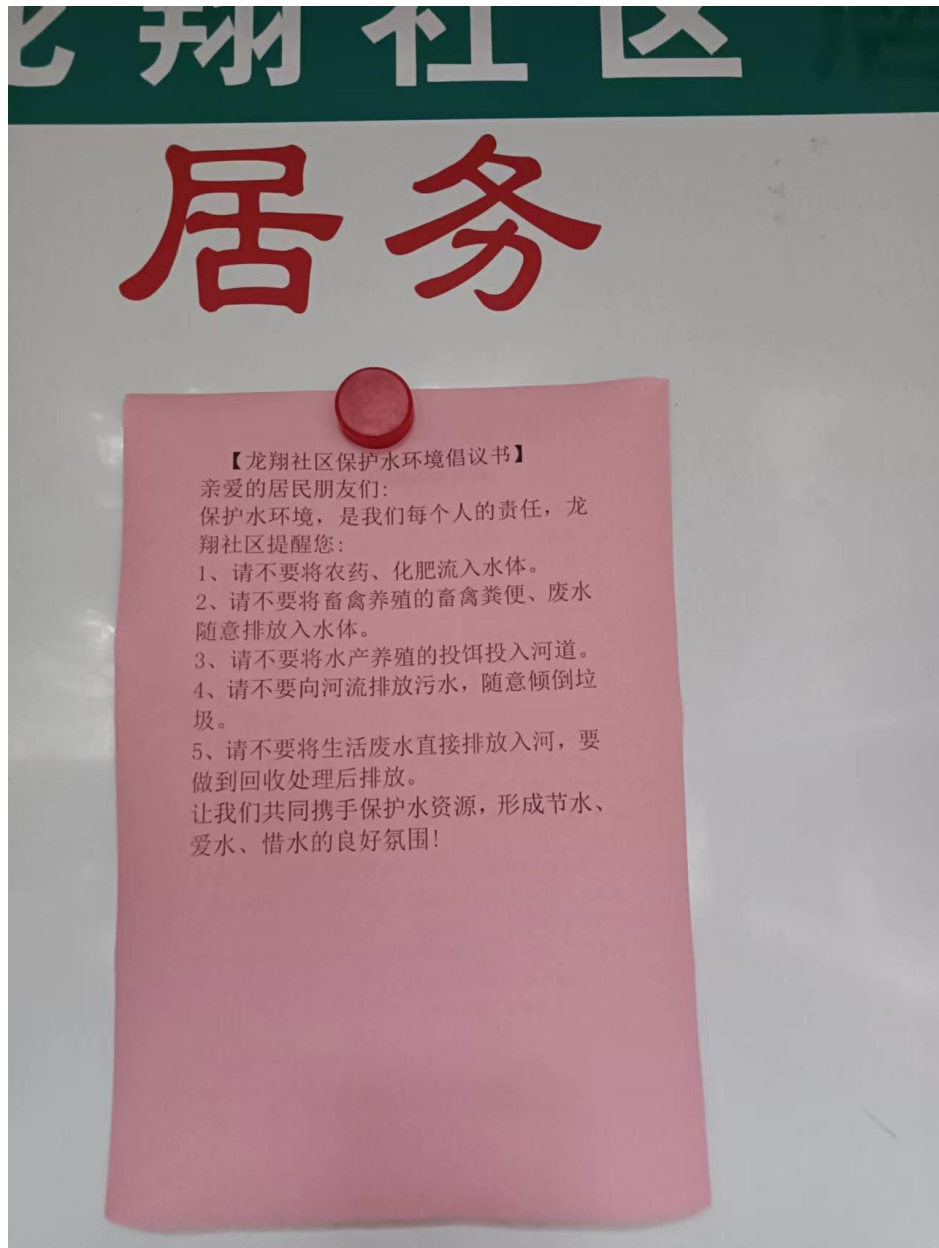 龙翔社区
居务
【龙翔社区保护水环境倡议书】
亲爱的居民朋友们:
保护水环境，是我们每个人的责任，龙
翔社区提醒您:
1、请不要将农药、化肥流入水体。
2、请不要将畜禽养殖的畜禽粪便、废水
随意排放入水体。
3、请不要将水产养殖的投饵投入河道。
4、请不要向河流排放污水，随意倾倒垃
圾。
5、请不要将生活废水直接排放入河，要
做到回收处理后排放。
让我们共同携手保护水资源，形成节水、
爱水、惜水的良好氛围!